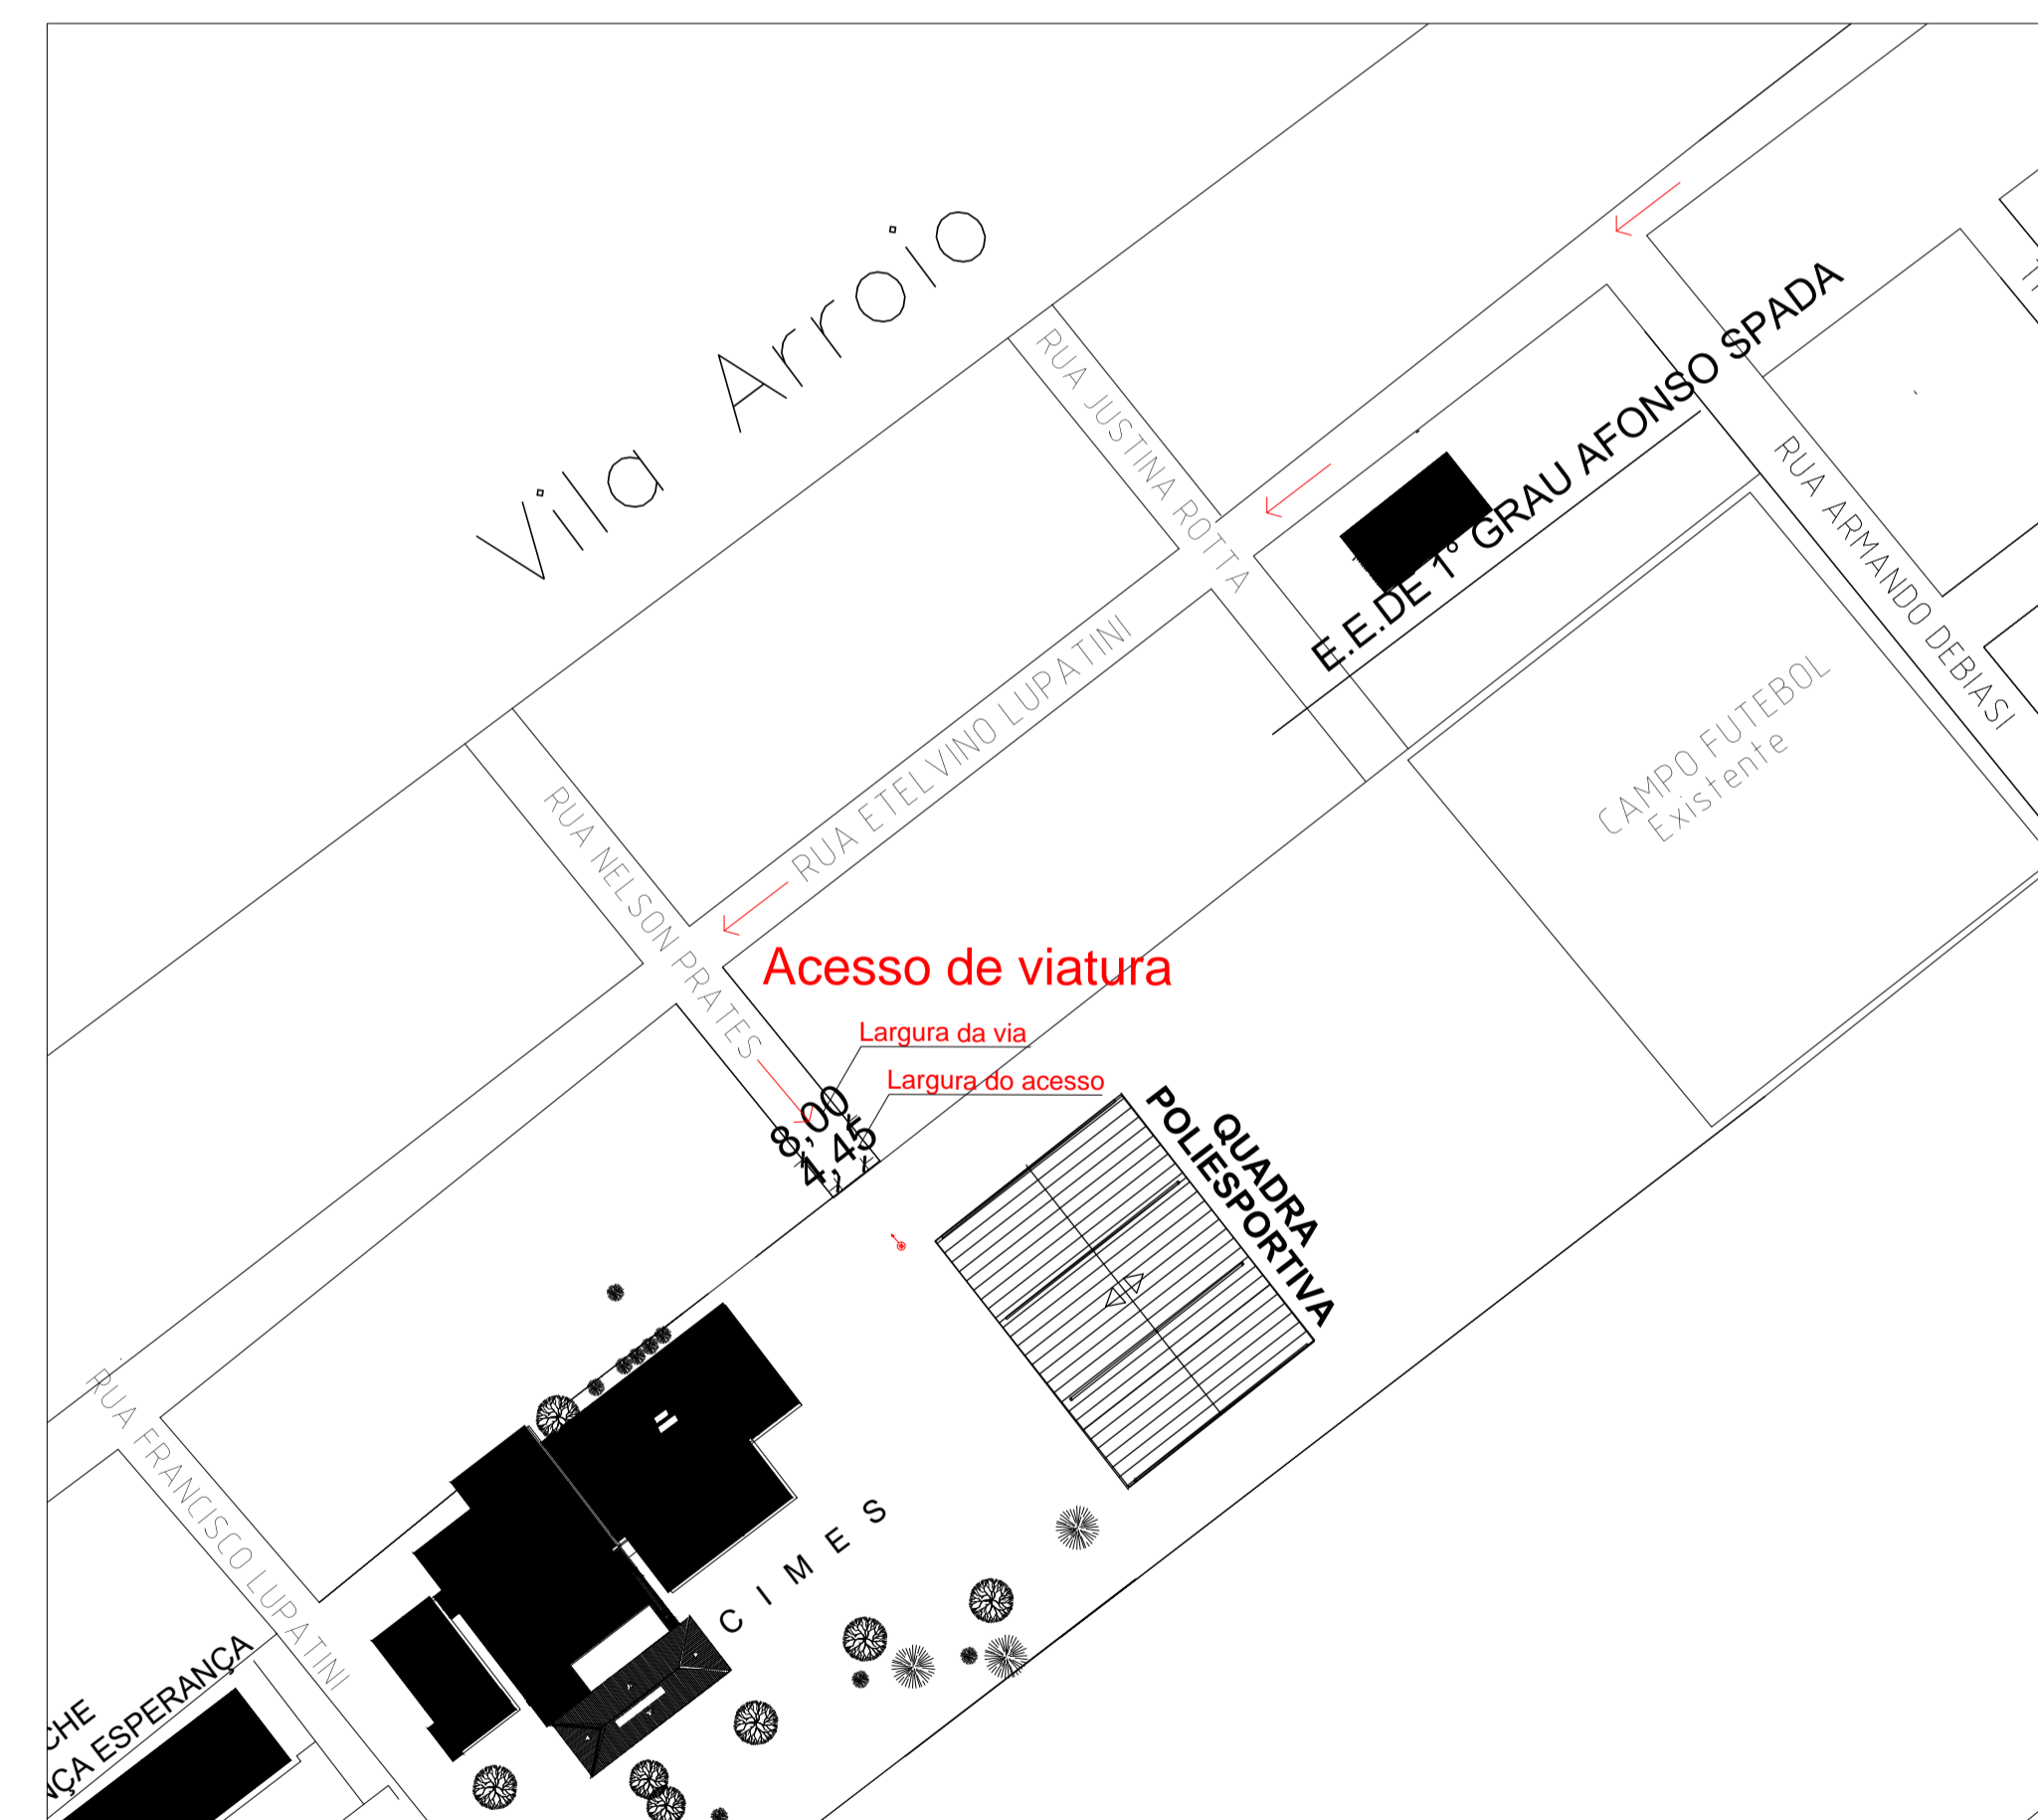 Vila Arroio
RUA JUSTINA ROTTA
E.E.DE 1° GRAU AFONSO SPADA
RUA ARMANDO DEBIASI
CAMPO FUTEBOL
Existente
RUA ETELVINO LUPATINI
RUA NELSON PRATES
Acesso de viatura
Largura da via
Largura do acesso
8,00
4,45
QUADRA
POLIESPORTIVA
RUA FRANCISCO LUPATINI
CIMES
CHE
NÇA ESPERANÇA